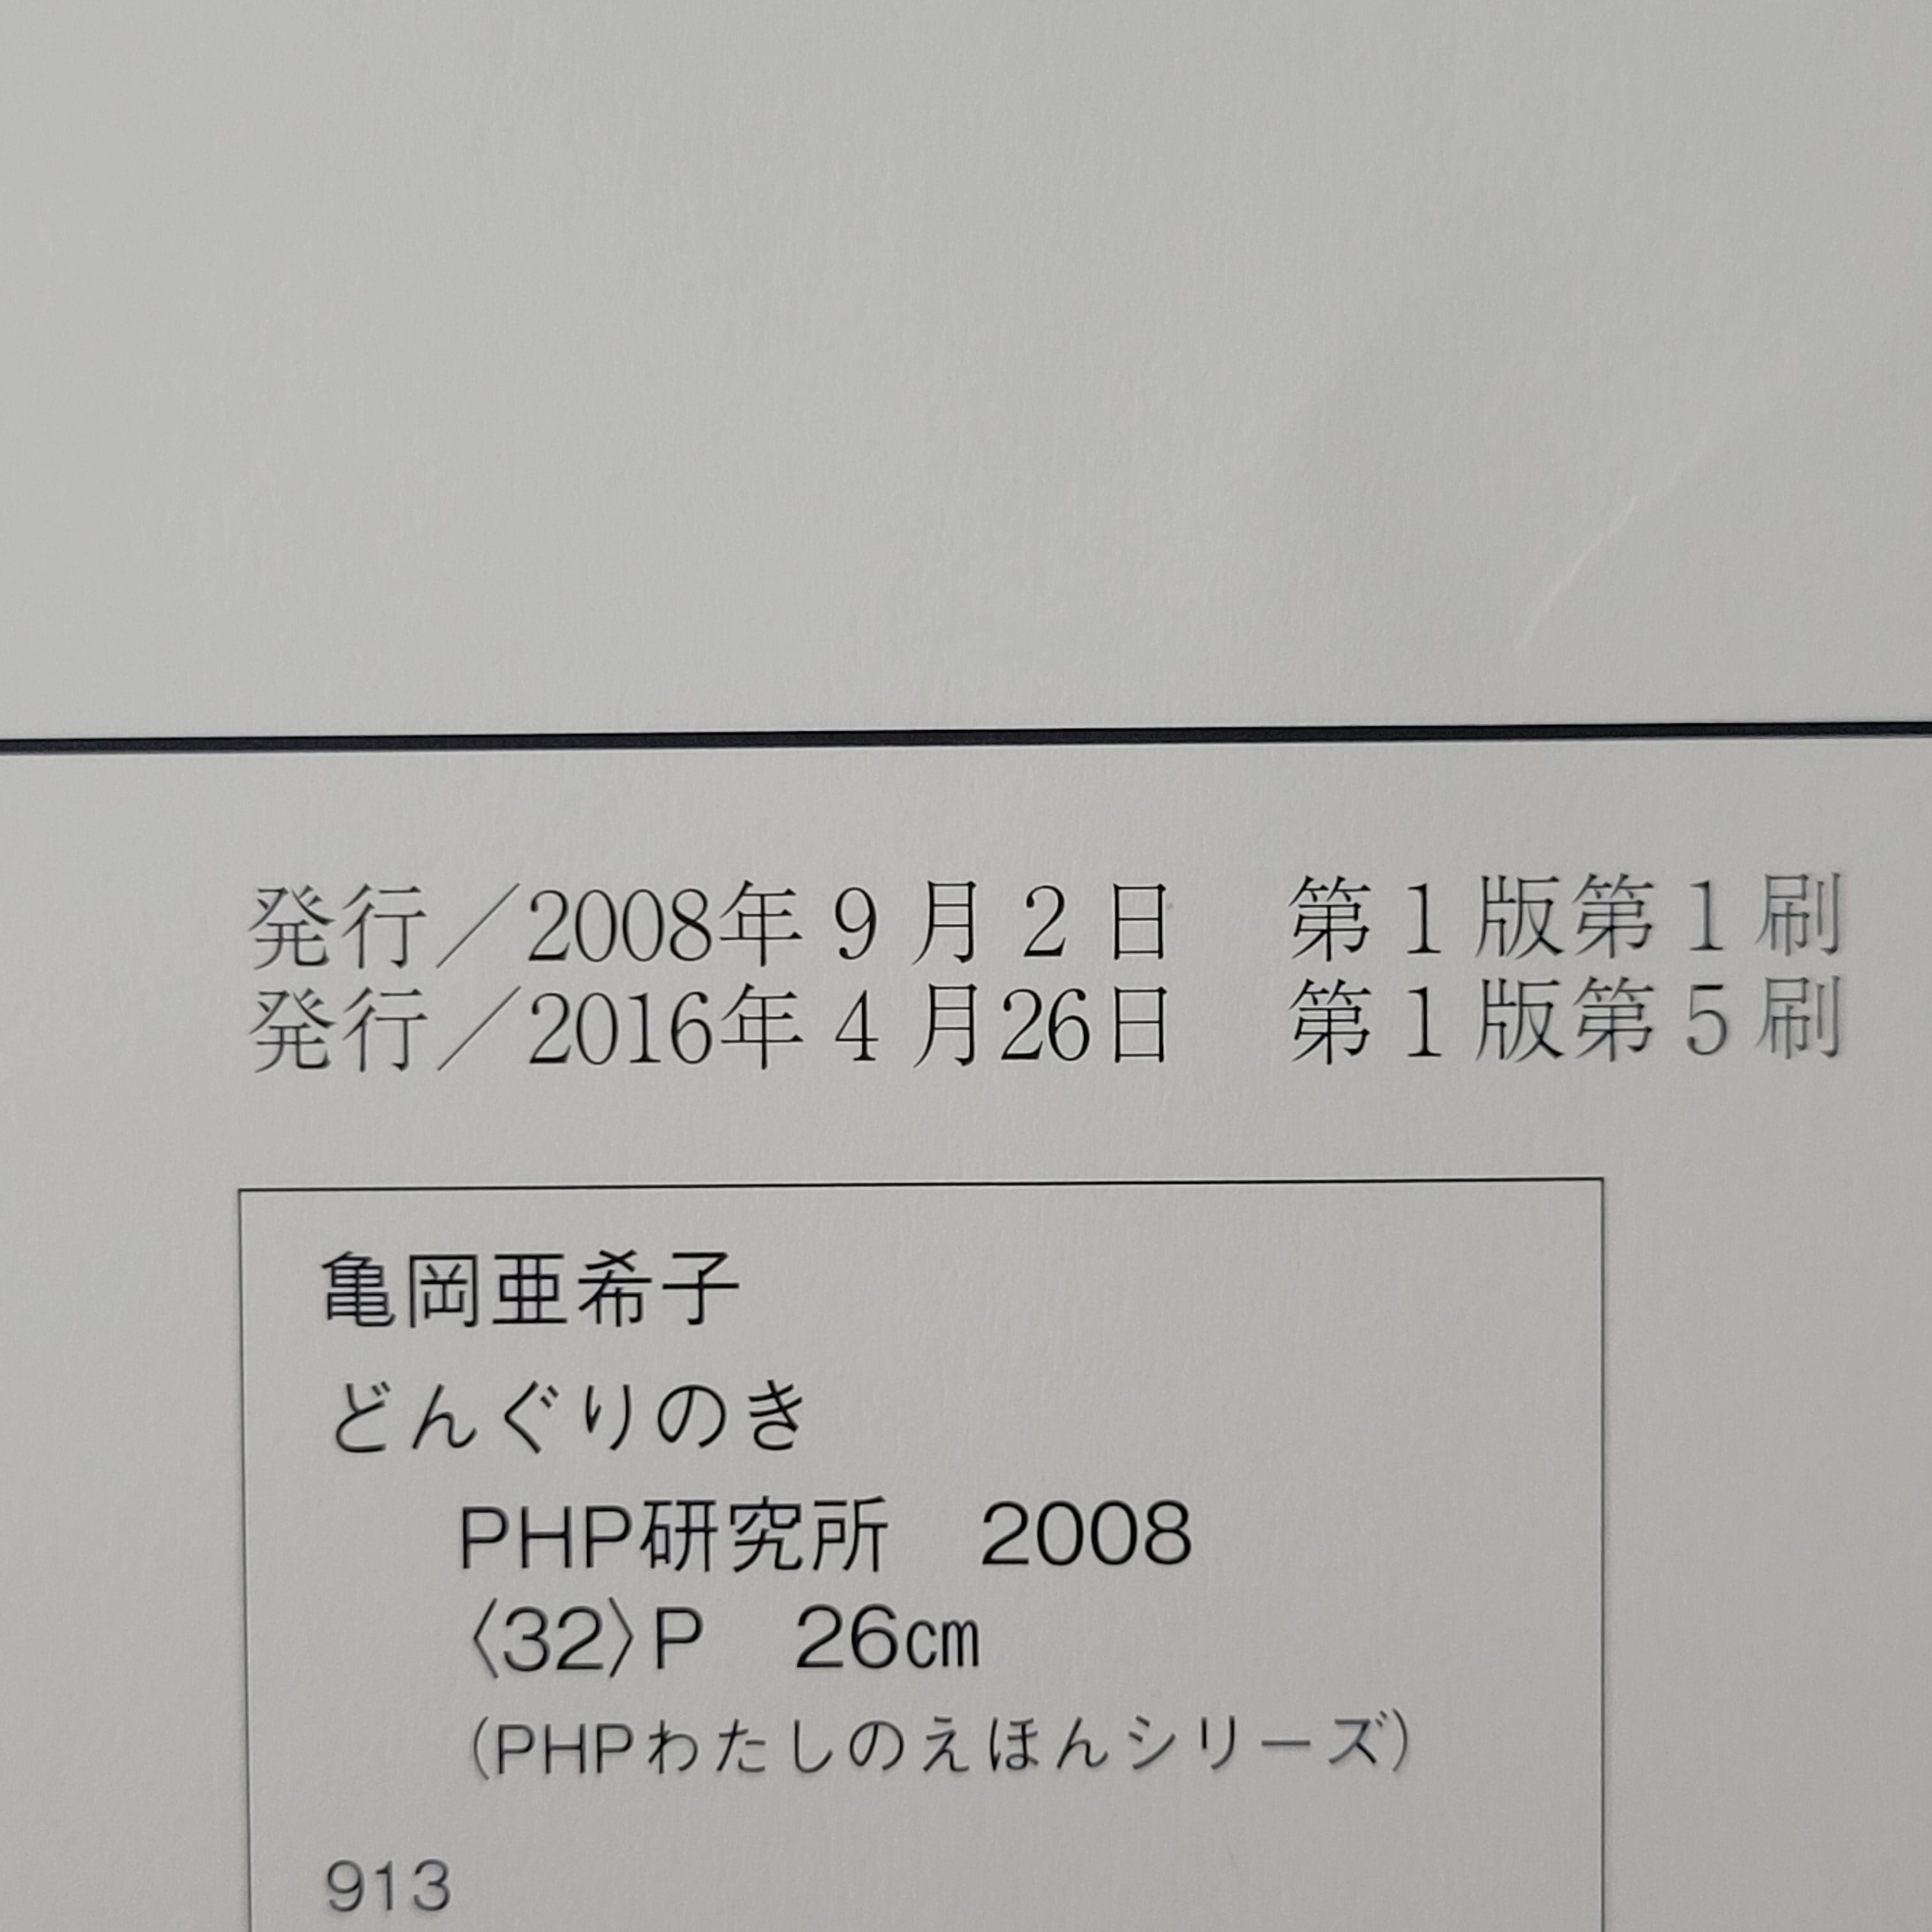 発行／2008年9月2日　第1版第1刷
発行／2016年4月26日　第1版第5刷
亀岡亜希子
どんぐりのき
PHP研究所　2008
〈32〉P　26㎝
（PHPわたしのえほんシリーズ）
913